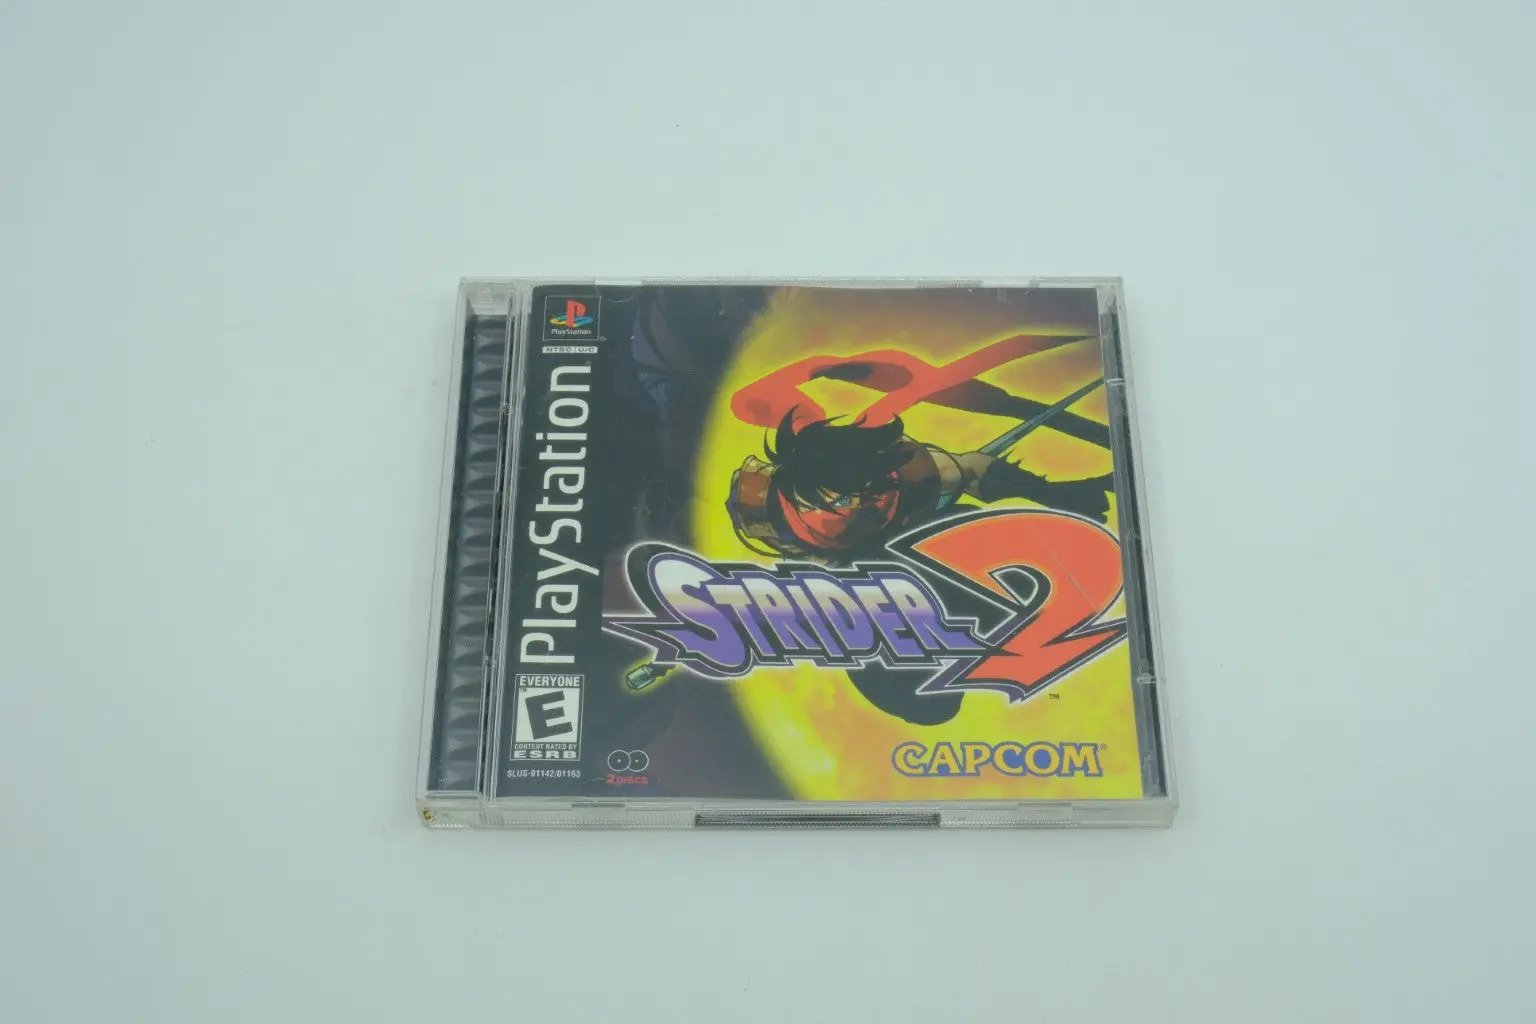 PlayStation
NTSC U/C
PlayStation
STRIDER 2
TM
CAPCOM
EVERYONE
E
CONTENT RATED BY
ESRB
SLUS-01142/01163
2 DISCS